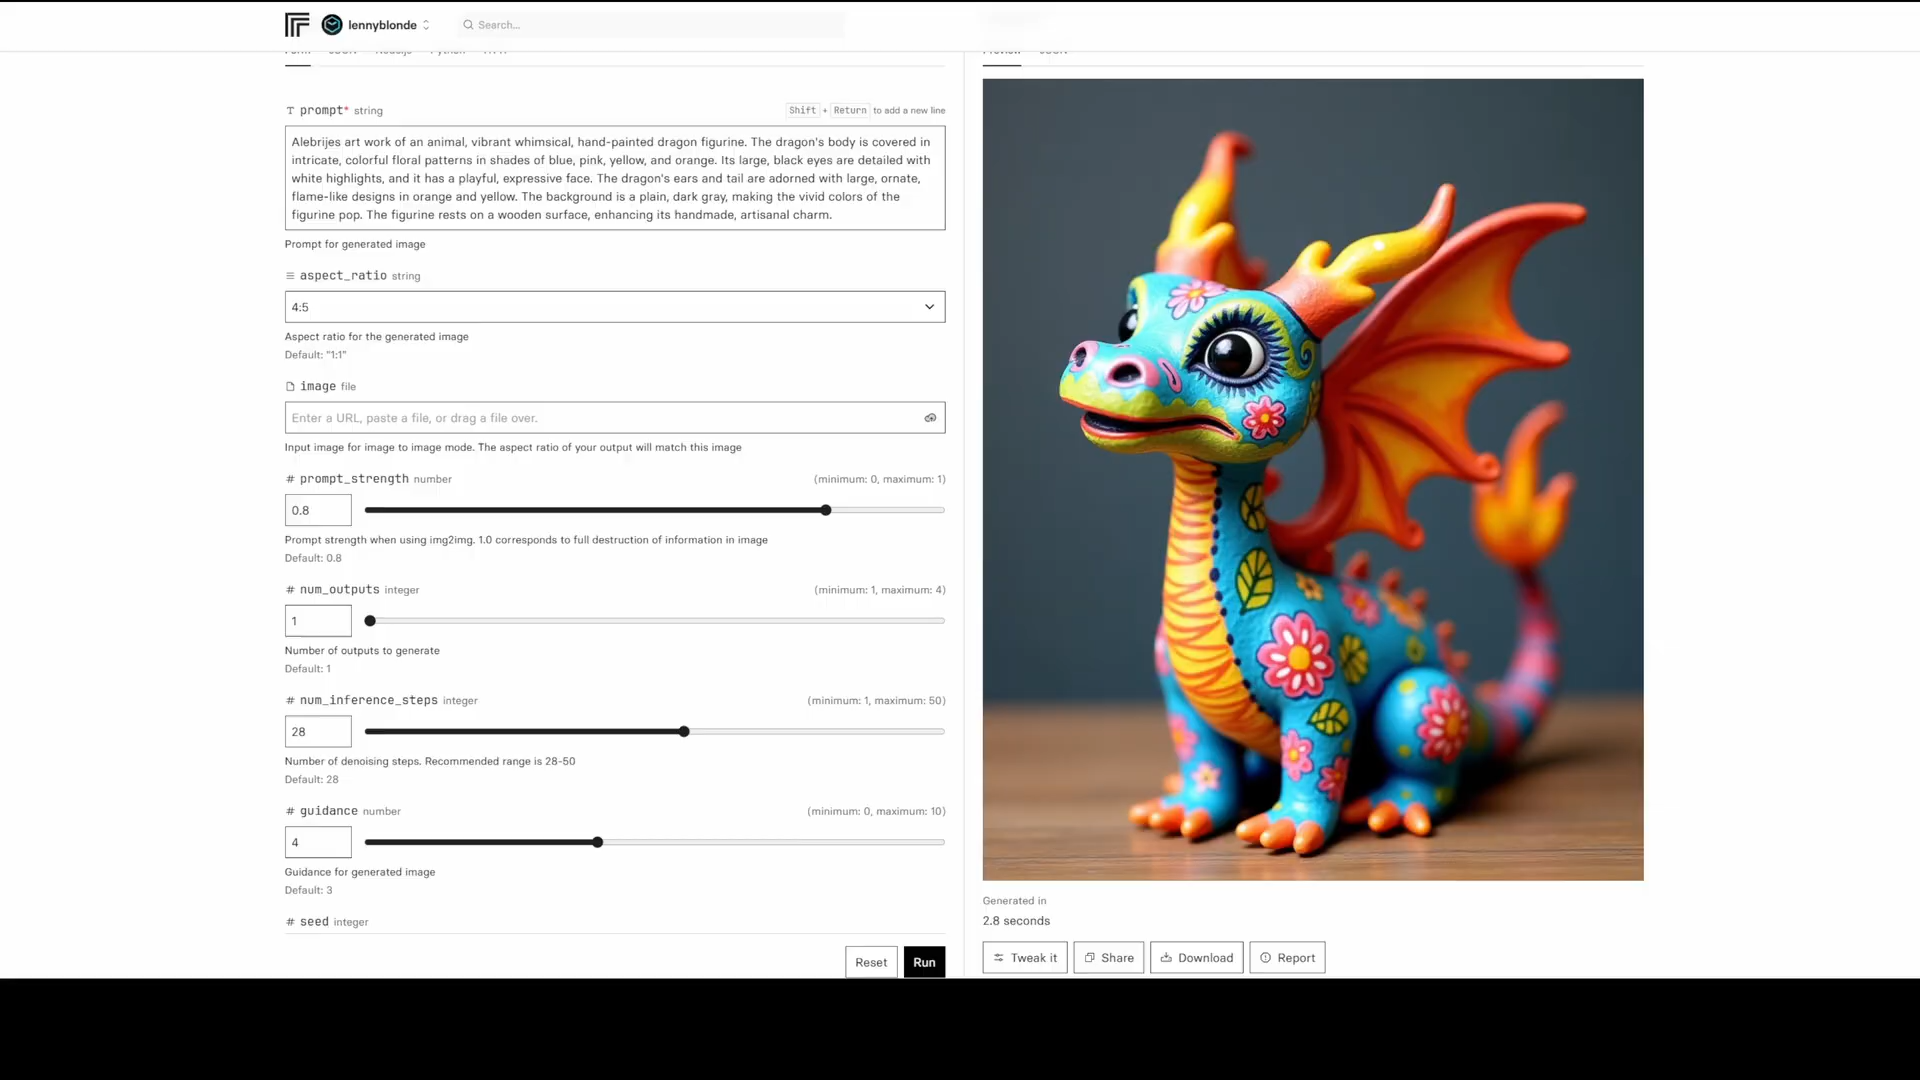 lennyblonde
Search...
prompt* string
Shift + Return to add a new line
Alebrijes art work of an animal, vibrant whimsical, hand-painted dragon figurine. The dragon's body is covered in
intricate, colorful floral patterns in shades of blue, pink, yellow, and orange. Its large, black eyes are detailed with
white highlights, and it has a playful, expressive face. The dragon's ears and tail are adorned with large, ornate,
flame-like designs in orange and yellow. The background is a plain, dark gray, making the vivid colors of the
figurine pop. The figurine rests on a wooden surface, enhancing its handmade, artisanal charm.
Prompt for generated image
aspect_ratio string
4:5
Aspect ratio for the generated image
Default: "1:1"
image file
Enter a URL, paste a file, or drag a file over.
Input image for image to image mode. The aspect ratio of your output will match this image
# prompt_strength number
(minimum: 0, maximum: 1)
0.8
Prompt strength when using img2img. 1.0 corresponds to full destruction of information in image
Default: 0.8
# num_outputs integer
(minimum: 1, maximum: 4)
1
Number of outputs to generate
Default: 1
# num_inference_steps integer
(minimum: 1, maximum: 50)
28
Number of denoising steps. Recommended range is 28-50
Default: 28
# guidance number
(minimum: 0, maximum: 10)
4
Guidance for generated image
Default: 3
# seed integer
Reset
Run
Generated in
2.8 seconds
Tweak it
Share
Download
Report